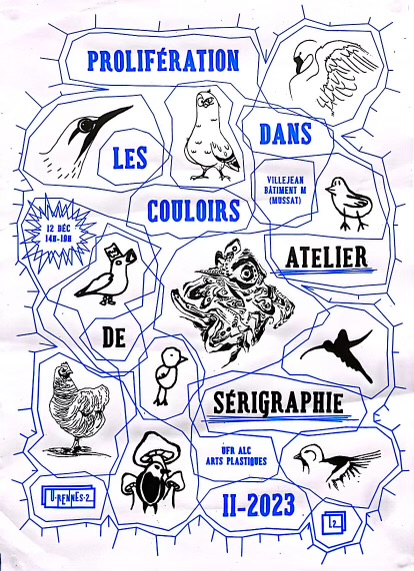 PROLIFÉRATION
DANS
LES
VILLEJEAN
BÂTIMENT M
(MUSSAT)
COULOIRS
12 DÉC
14H-18H
ATELIER
DE
SÉRIGRAPHIE
UFR ALC
ARTS PLASTIQUES
U-RENNES-2
II-2023
L2